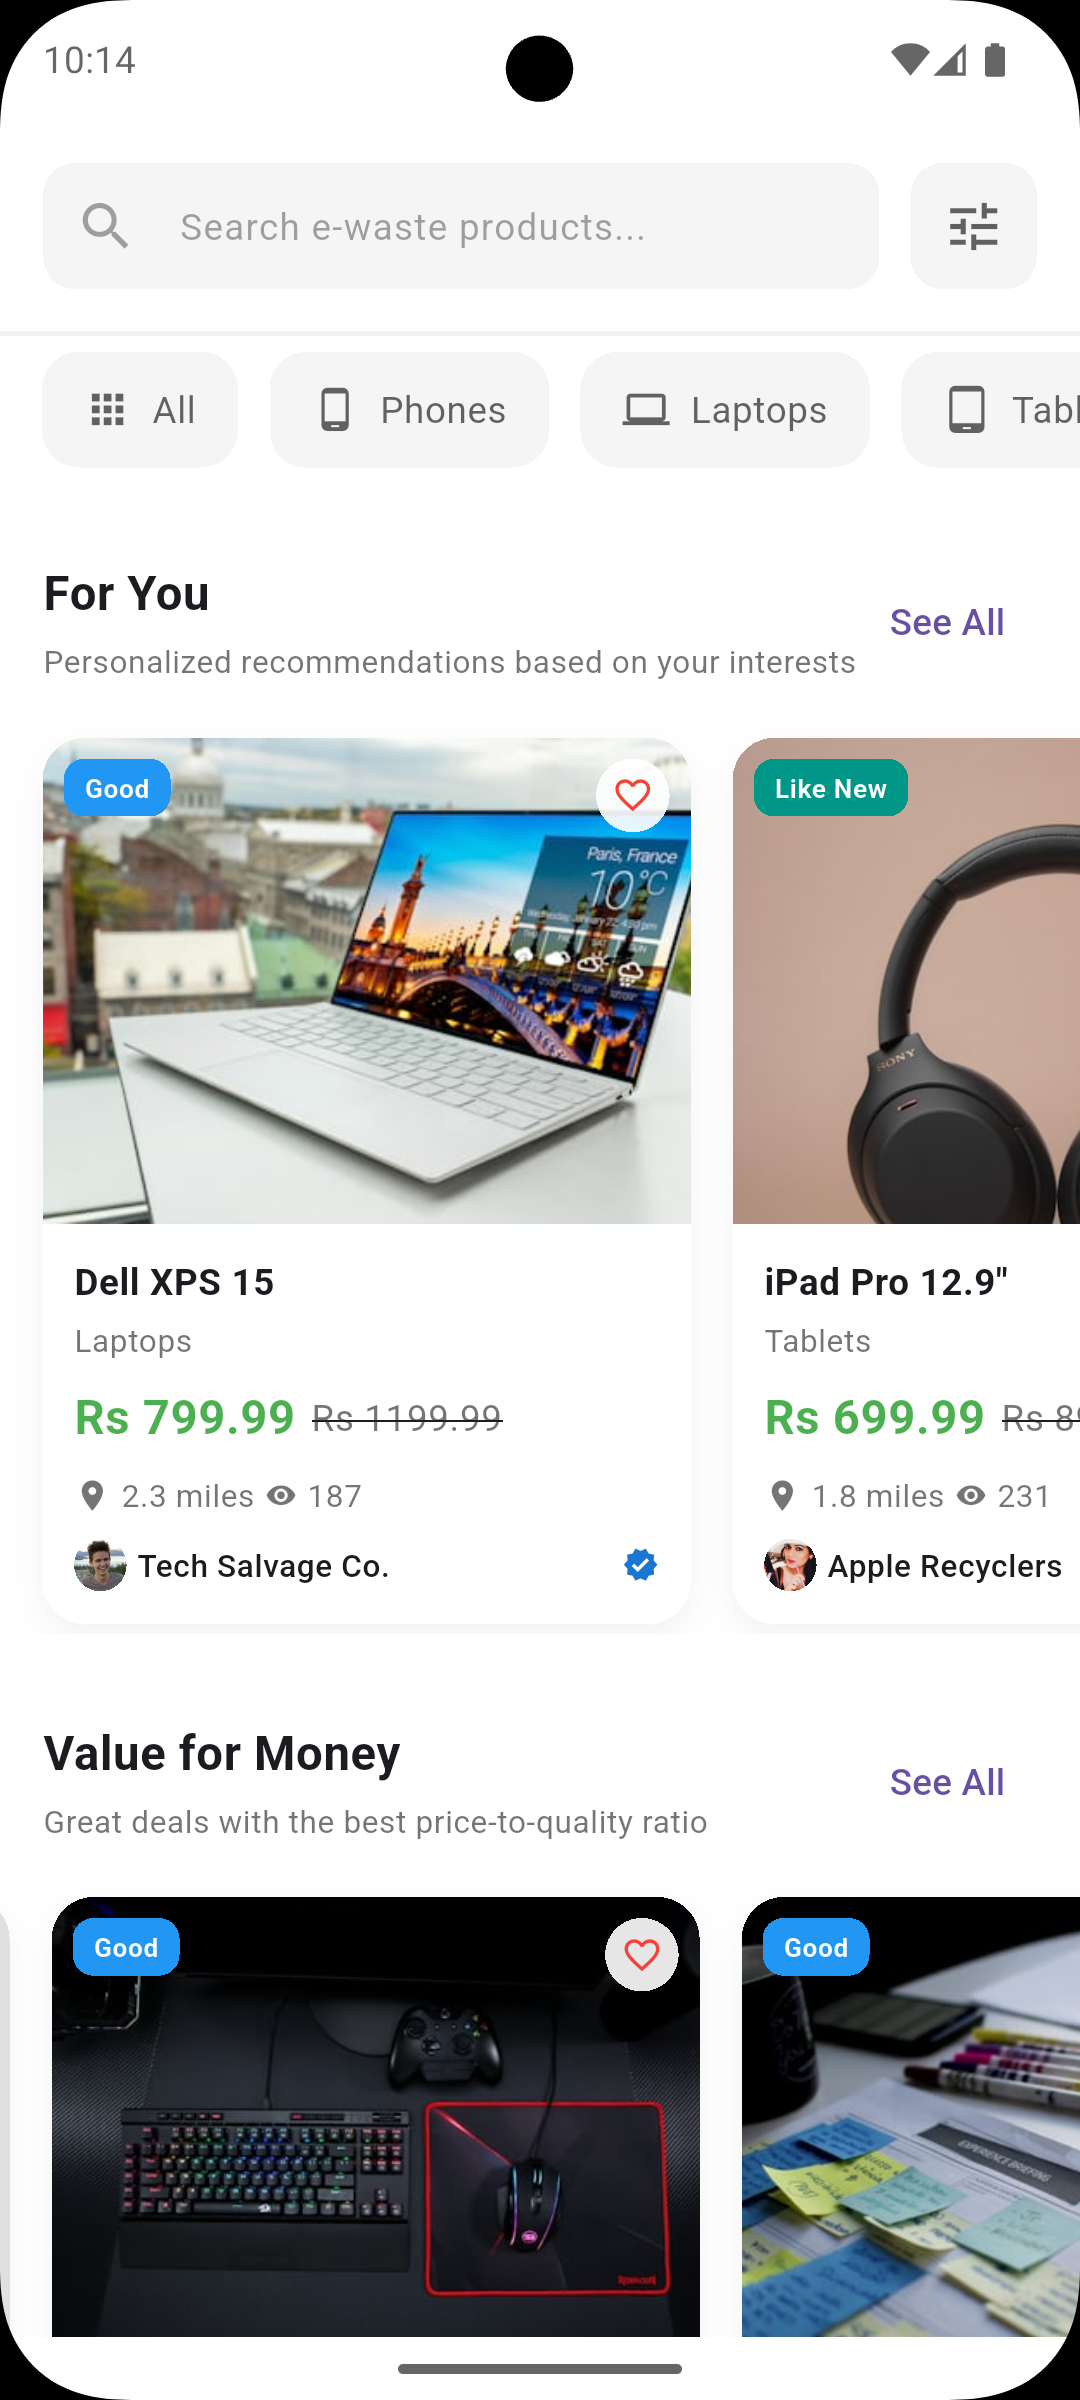 10:14
Search e-waste products...
All
Phones
Laptops
Tabl
For You
See All
Personalized recommendations based on your interests
Good
Paris, France
10°C
Like New
SONY
Dell XPS 15
Laptops
Rs 799.99 Rs 1199.99
2.3 miles 187
Tech Salvage Co.
iPad Pro 12.9"
Tablets
Rs 699.99 Rs 89
1.8 miles 231
Apple Recyclers
Value for Money
See All
Great deals with the best price-to-quality ratio
Good
Good
EXPERIENCE BRIEFING